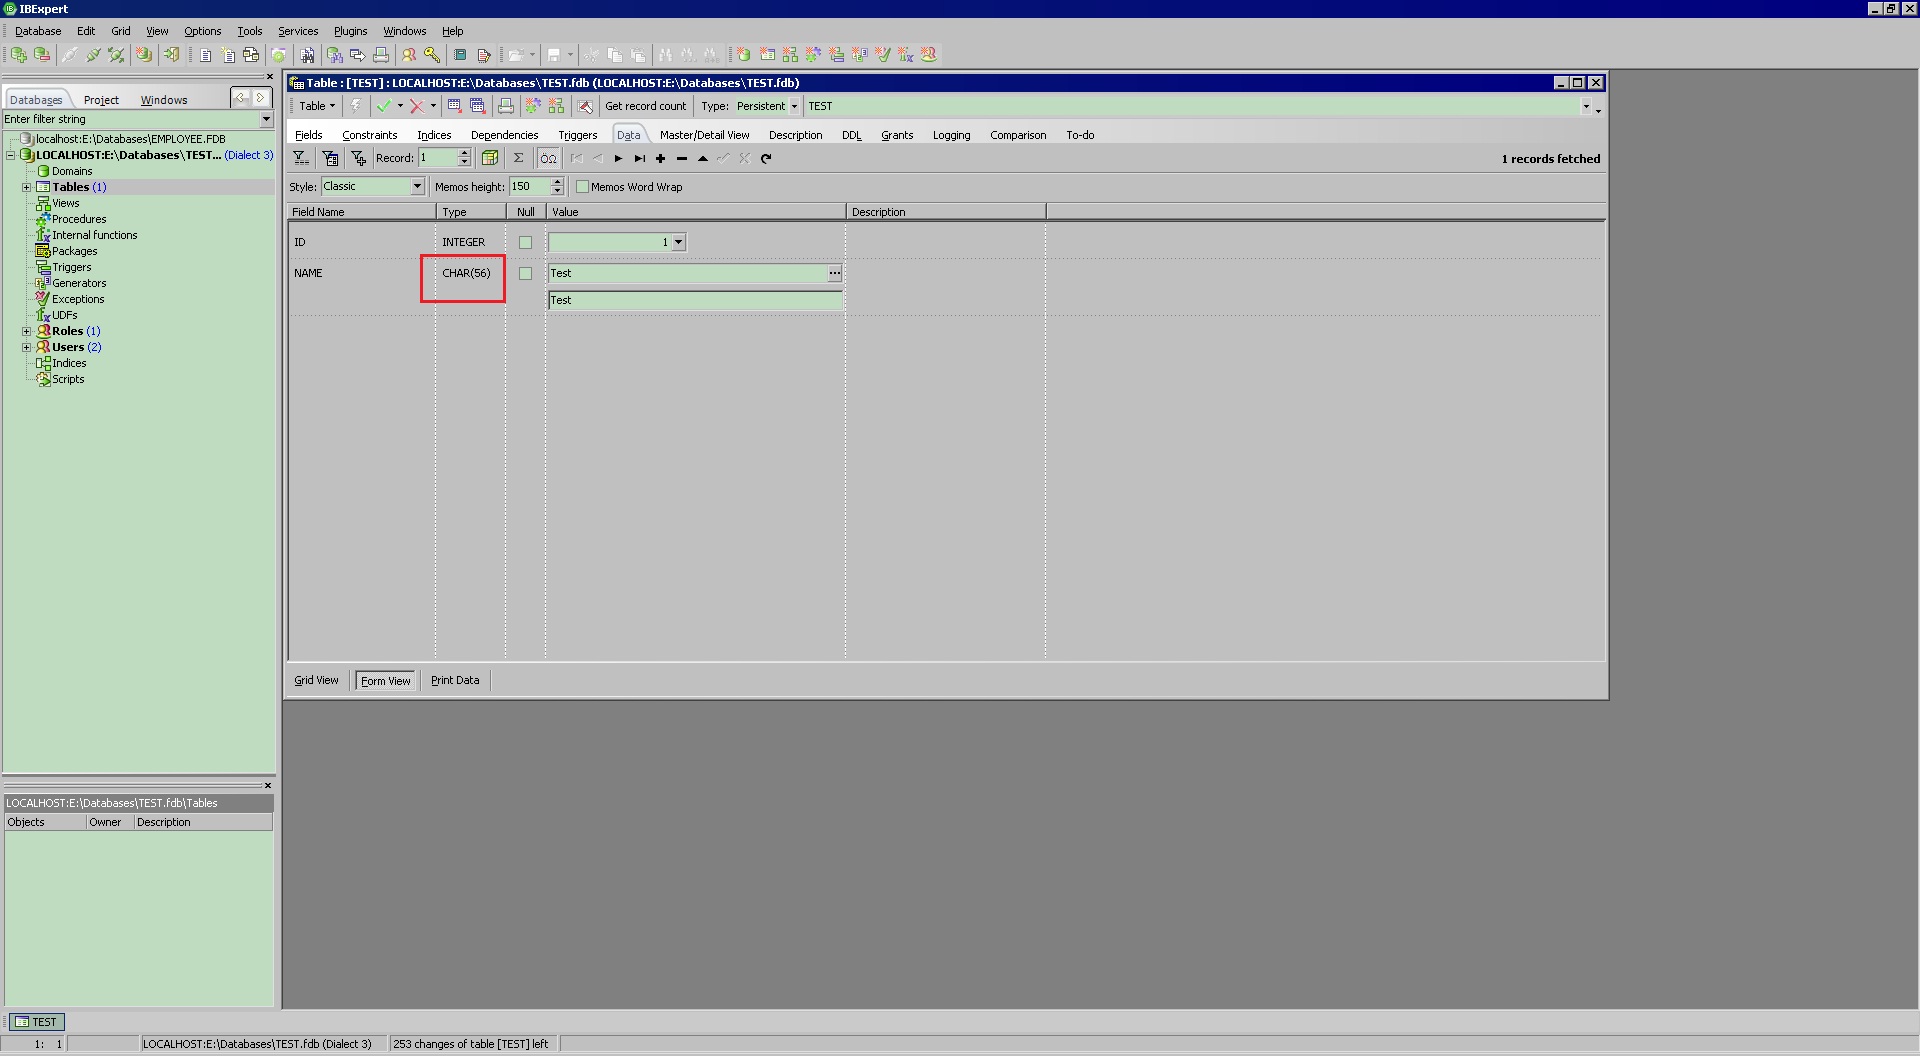 IBExpert
Database Edit Grid View Options Tools Services Plugins Windows Help
Databases Project Windows
Enter filter string
localhost:E:\Databases\EMPLOYEE.FDB
LOCALHOST:E:\Databases\TEST... (Dialect 3)
Domains
Tables (1)
Views
Procedures
Internal functions
Packages
Triggers
Generators
Exceptions
UDFs
Roles (1)
Users (2)
Indices
Scripts
LOCALHOST:E:\Databases\TEST.fdb\Tables
Objects Owner Description
Table : [TEST] : LOCALHOST:E:\Databases\TEST.fdb (LOCALHOST:E:\Databases\TEST.fdb)
Table Get record count Type: Persistent TEST
Fields Constraints Indices Dependencies Triggers Data Master/Detail View Description DDL Grants Logging Comparison To-do
Record: 1 Σ ÖΩ 1 records fetched
Style: Classic Memos height: 150 Memos Word Wrap
Field Name Type Null Value Description
ID INTEGER 1
NAME CHAR(56) Test ...
Test
Grid View Form View Print Data
TEST
1: 1 LOCALHOST:E:\Databases\TEST.fdb (Dialect 3) 253 changes of table [TEST] left